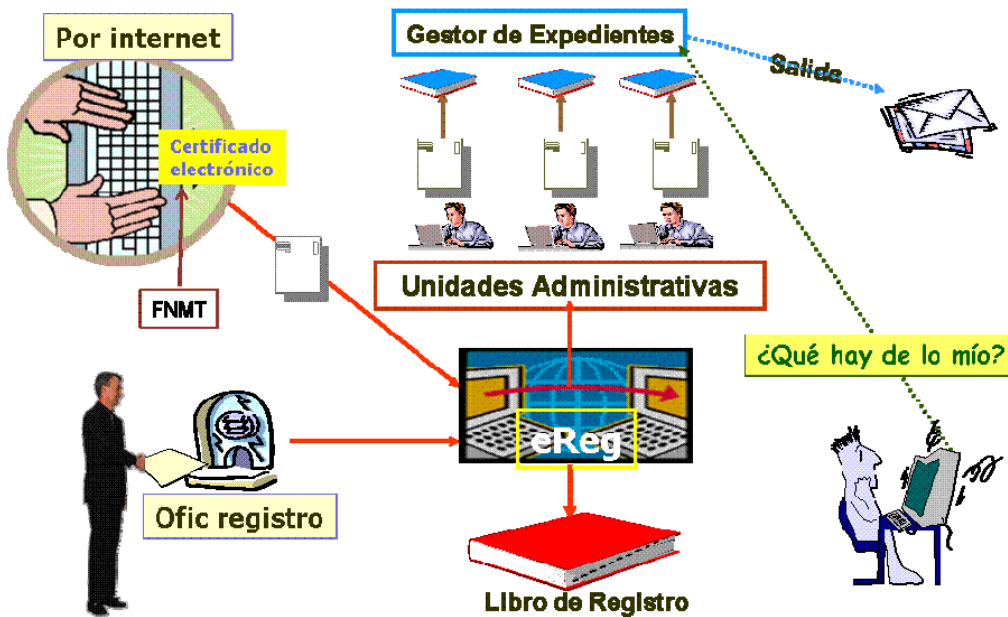 Por internet
Gestor de Expedientes
Salida
Certificado
electrónico
FNMT
Unidades Administrativas
¿Qué hay de lo mío?
eReg
Ofic registro
Libro de Registro